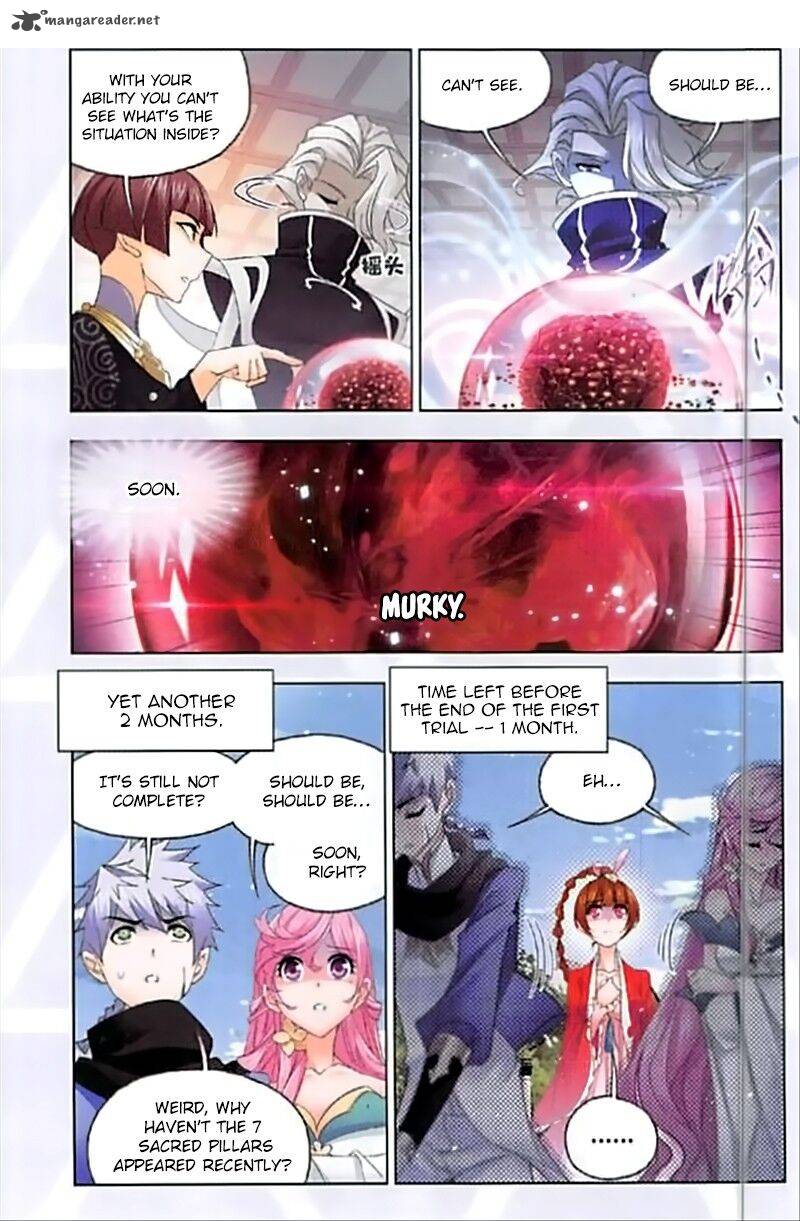 mangareader.net
WITH YOUR
ABILITY YOU CAN'T
SEE WHAT'S THE
SITUATION INSIDE?
摇头
CAN'T SEE.
SHOULD BE...
SOON.
MURKY.
YET ANOTHER
2 MONTHS.
IT'S STILL NOT
COMPLETE?
SHOULD BE,
SHOULD BE...
SOON,
RIGHT?
WEIRD, WHY
HAVEN'T THE 7
SACRED PILLARS
APPEARED RECENTLY?
TIME LEFT BEFORE
THE END OF THE FIRST
TRIAL -- 1 MONTH.
EH...
......